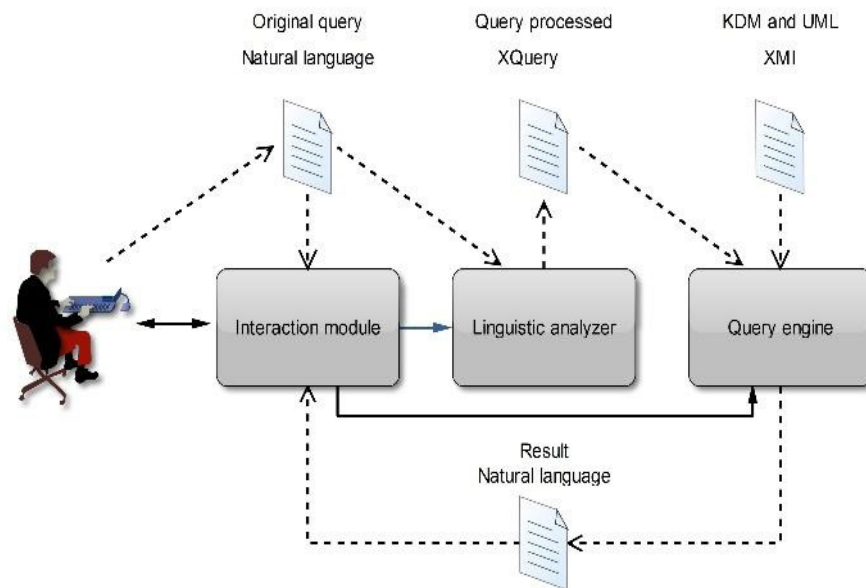 Original query
Natural language
Query processed
XQuery
KDM and UML
XMI
Interaction module
Linguistic analyzer
Query engine
Result
Natural language